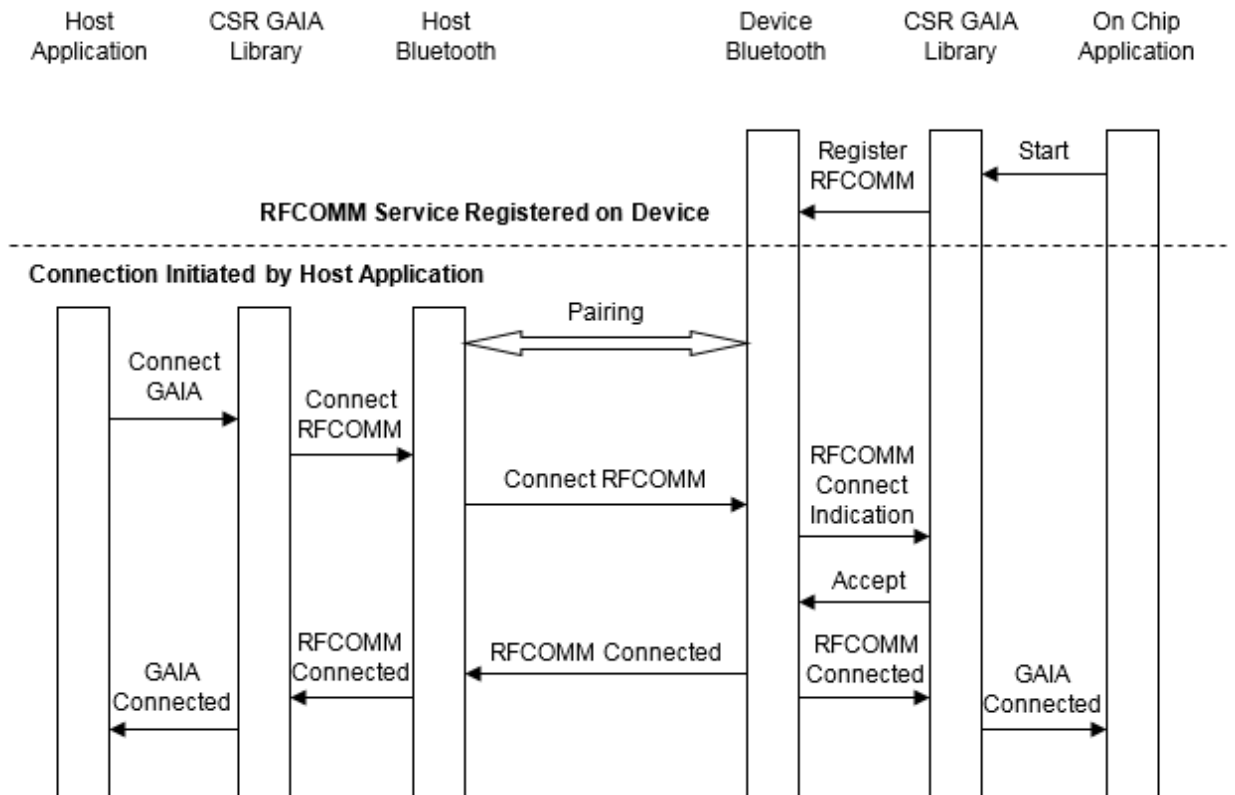 Host
Application
CSR GAIA
Library
Host
Bluetooth
Device
Bluetooth
CSR GAIA
Library
On Chip
Application
Register
RFCOMM
Start
RFCOMM Service Registered on Device
Connection Initiated by Host Application
Pairing
Connect
GAIA
Connect
RFCOMM
Connect RFCOMM
RFCOMM
Connect
Indication
Accept
RFCOMM Connected
RFCOMM
Connected
RFCOMM
Connected
GAIA
Connected
GAIA
Connected